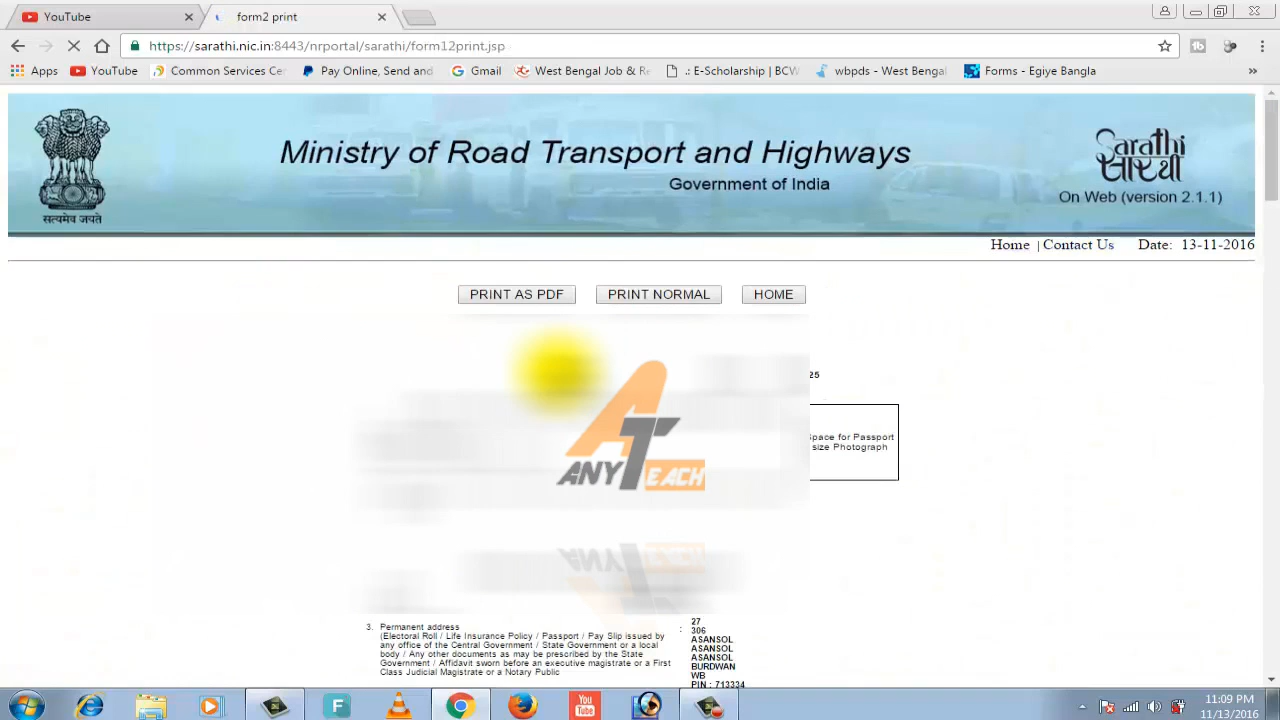 YouTube
form2 print
https://sarathi.nic.in:8443/nrportal/sarathi/form12print.jsp
Apps
YouTube
Common Services Ce
Pay Online, Send and
Gmail
West Bengal Job & Re
.: E-Scholarship | BCW
wbpds - West Bengal
Forms - Egiye Bangla
»
Ministry of Road Transport and Highways
Government of India
सत्यमेव जयते
Sarathi
सारथी
On Web (version 2.1.1)
Home | Contact Us Date: 13-11-2016
PRINT AS PDF
PRINT NORMAL
HOME
25
Space for Passport
size Photograph
ANY TEACH
3. Permanent address
(Electoral Roll / Life Insurance Policy / Passport / Pay Slip issued by
any office of the Central Government / State Government or a local
body / Any other documents as may be prescribed by the State
Government / Affidavit sworn before an executive magistrate or a First
Class Judicial Magistrate or a Notary Public
:
27
306
ASANSOL
ASANSOL
ASANSOL
BURDWAN
WB
PIN : 713334
You
Tube
11:09 PM
11/13/2016